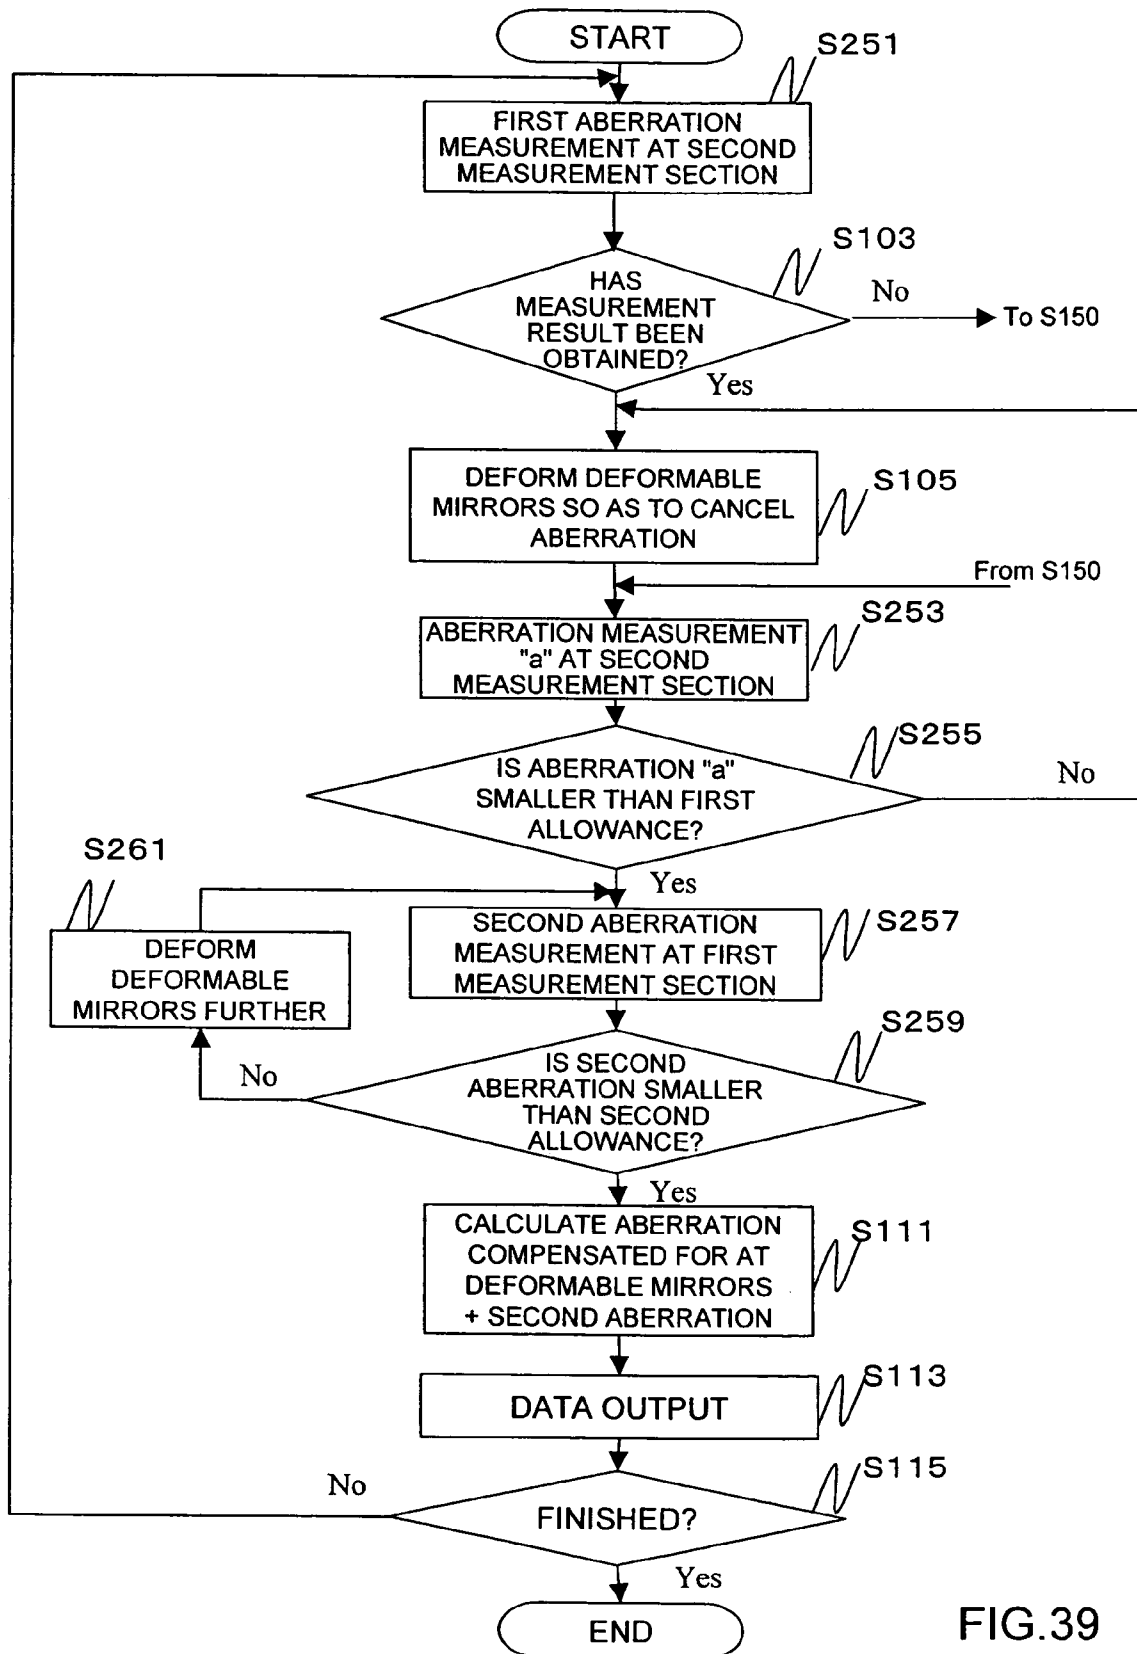 START
S251
FIRST ABERRATION
MEASUREMENT AT SECOND
MEASUREMENT SECTION
S103
HAS
MEASUREMENT
RESULT BEEN
OBTAINED?
No
To S150
Yes
DEFORM DEFORMABLE
MIRRORS SO AS TO CANCEL
ABERRATION
S105
From S150
S253
ABERRATION MEASUREMENT
"a" AT SECOND
MEASUREMENT SECTION
S255
IS ABERRATION "a"
SMALLER THAN FIRST
ALLOWANCE?
No
Yes
S261
DEFORM
DEFORMABLE
MIRRORS FURTHER
S257
SECOND ABERRATION
MEASUREMENT AT FIRST
MEASUREMENT SECTION
S259
IS SECOND
ABERRATION SMALLER
THAN SECOND
ALLOWANCE?
No
Yes
CALCULATE ABERRATION
COMPENSATED FOR AT
DEFORMABLE MIRRORS
+ SECOND ABERRATION
S111
S113
DATA OUTPUT
S115
No
FINISHED?
Yes
END
FIG.39